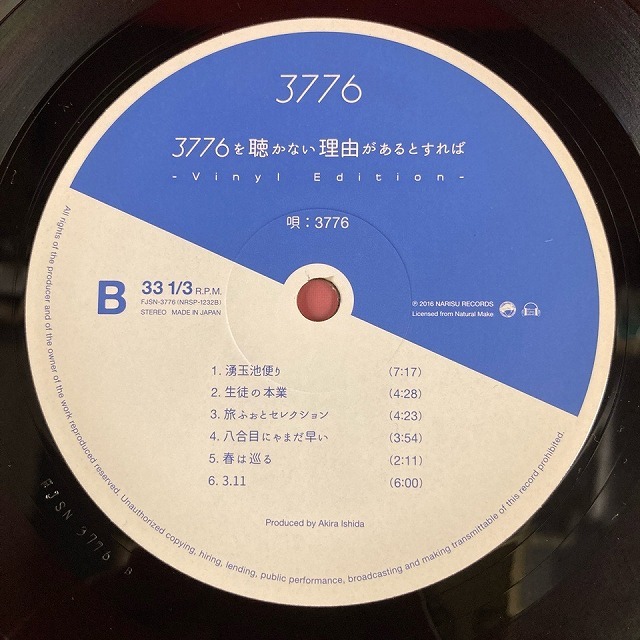 3776
3776を聴かない理由があるとすれば
-Vinyl Edition-
唄：3776
B
33 1/3 R.P.M.
FJSN-3776 (NRSP-1232B)
STEREO MADE IN JAPAN
℗ 2016 NARISU RECORDS
Licensed from Natural Make
1. 湧玉池便り (7:17)
2. 生徒の本業 (4:28)
3. 旅ふぉとセレクション (4:23)
4. 八合目にゃまだ早い (3:54)
5. 春は巡る (2:11)
6. 3.11 (6:00)
Produced by Akira Ishida
All rights of the producer and of the owner of the work reproduced reserved. Unauthorized copying, hiring, lending, public performance, broadcasting and making transmittable of this record prohibited.
FJSN 3776 B